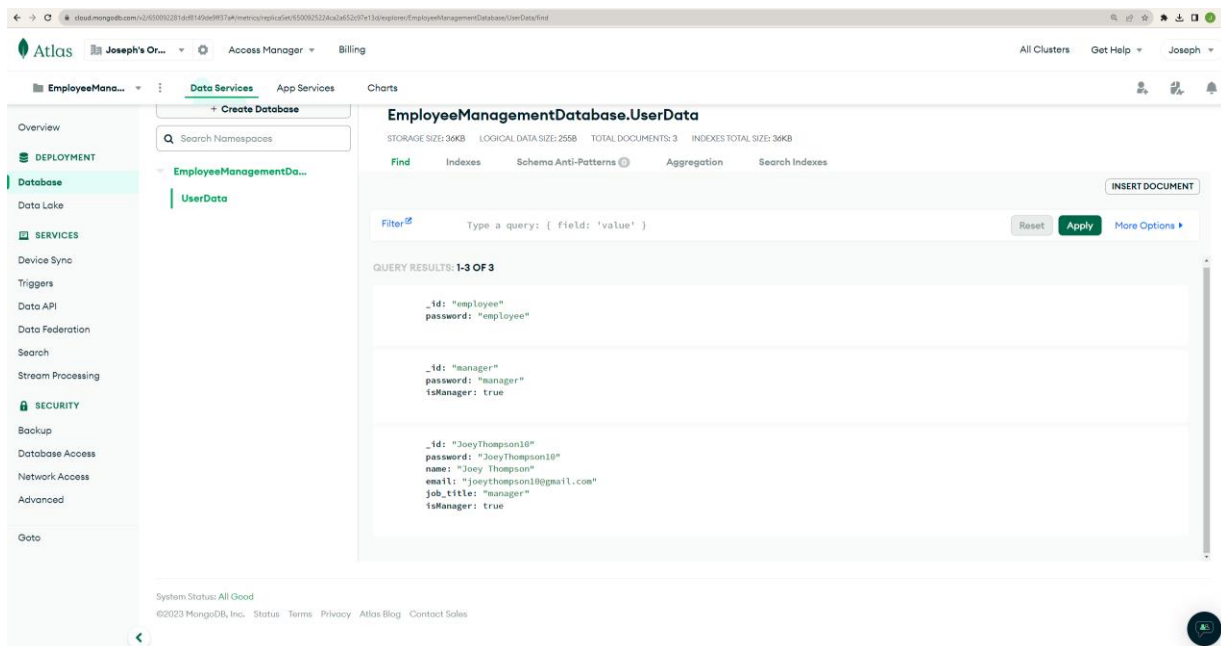 cloud.mongodb.com/v2/650092281dcf8149de9ff37a#/metrics/replicaSet/6500925224ca2a652c97e13d/explorer/EmployeeManagementDatabase/UserData/find
Atlas Joseph's Or... Access Manager Billing All Clusters Get Help Joseph
EmployeeMana... Data Services App Services Charts
+ Create Database
Search Namespaces
EmployeeManagementDa...
UserData
Overview
DEPLOYMENT
Database
Data Lake
SERVICES
Device Sync
Triggers
Data API
Data Federation
Search
Stream Processing
SECURITY
Backup
Database Access
Network Access
Advanced
Goto
EmployeeManagementDatabase.UserData
STORAGE SIZE: 36KB LOGICAL DATA SIZE: 255B TOTAL DOCUMENTS: 3 INDEXES TOTAL SIZE: 36KB
Find Indexes Schema Anti-Patterns 0 Aggregation Search Indexes
INSERT DOCUMENT
Filter Type a query: { field: 'value' } Reset Apply More Options
QUERY RESULTS: 1-3 OF 3
_id: "employee"
password: "employee"
_id: "manager"
password: "manager"
isManager: true
_id: "JoeyThompson10"
password: "JoeyThompson10"
name: "Joey Thompson"
email: "joeythompson10@gmail.com"
job_title: "manager"
isManager: true
System Status: All Good
©2023 MongoDB, Inc. Status Terms Privacy Atlas Blog Contact Sales